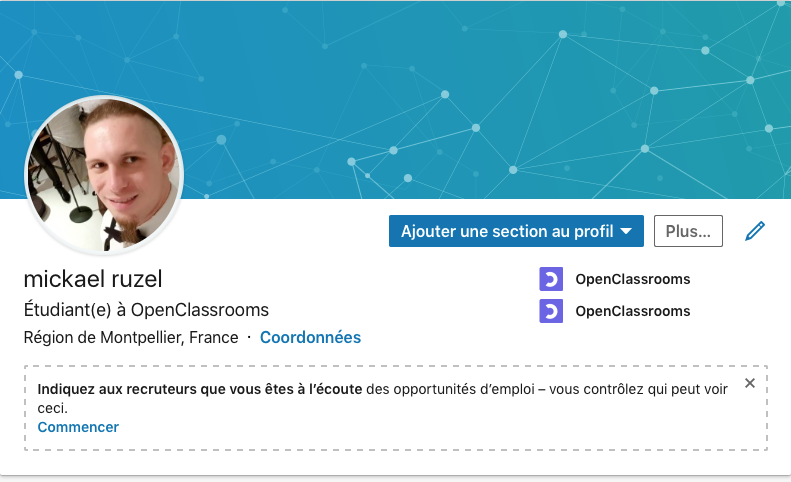 Ajouter une section au profil
Plus...
mickael ruzel
OpenClassrooms
Étudiant(e) à OpenClassrooms
OpenClassrooms
Région de Montpellier, France · Coordonnées
Indiquez aux recruteurs que vous êtes à l’écoute des opportunités d’emploi – vous contrôlez qui peut voir
ceci.
Commencer